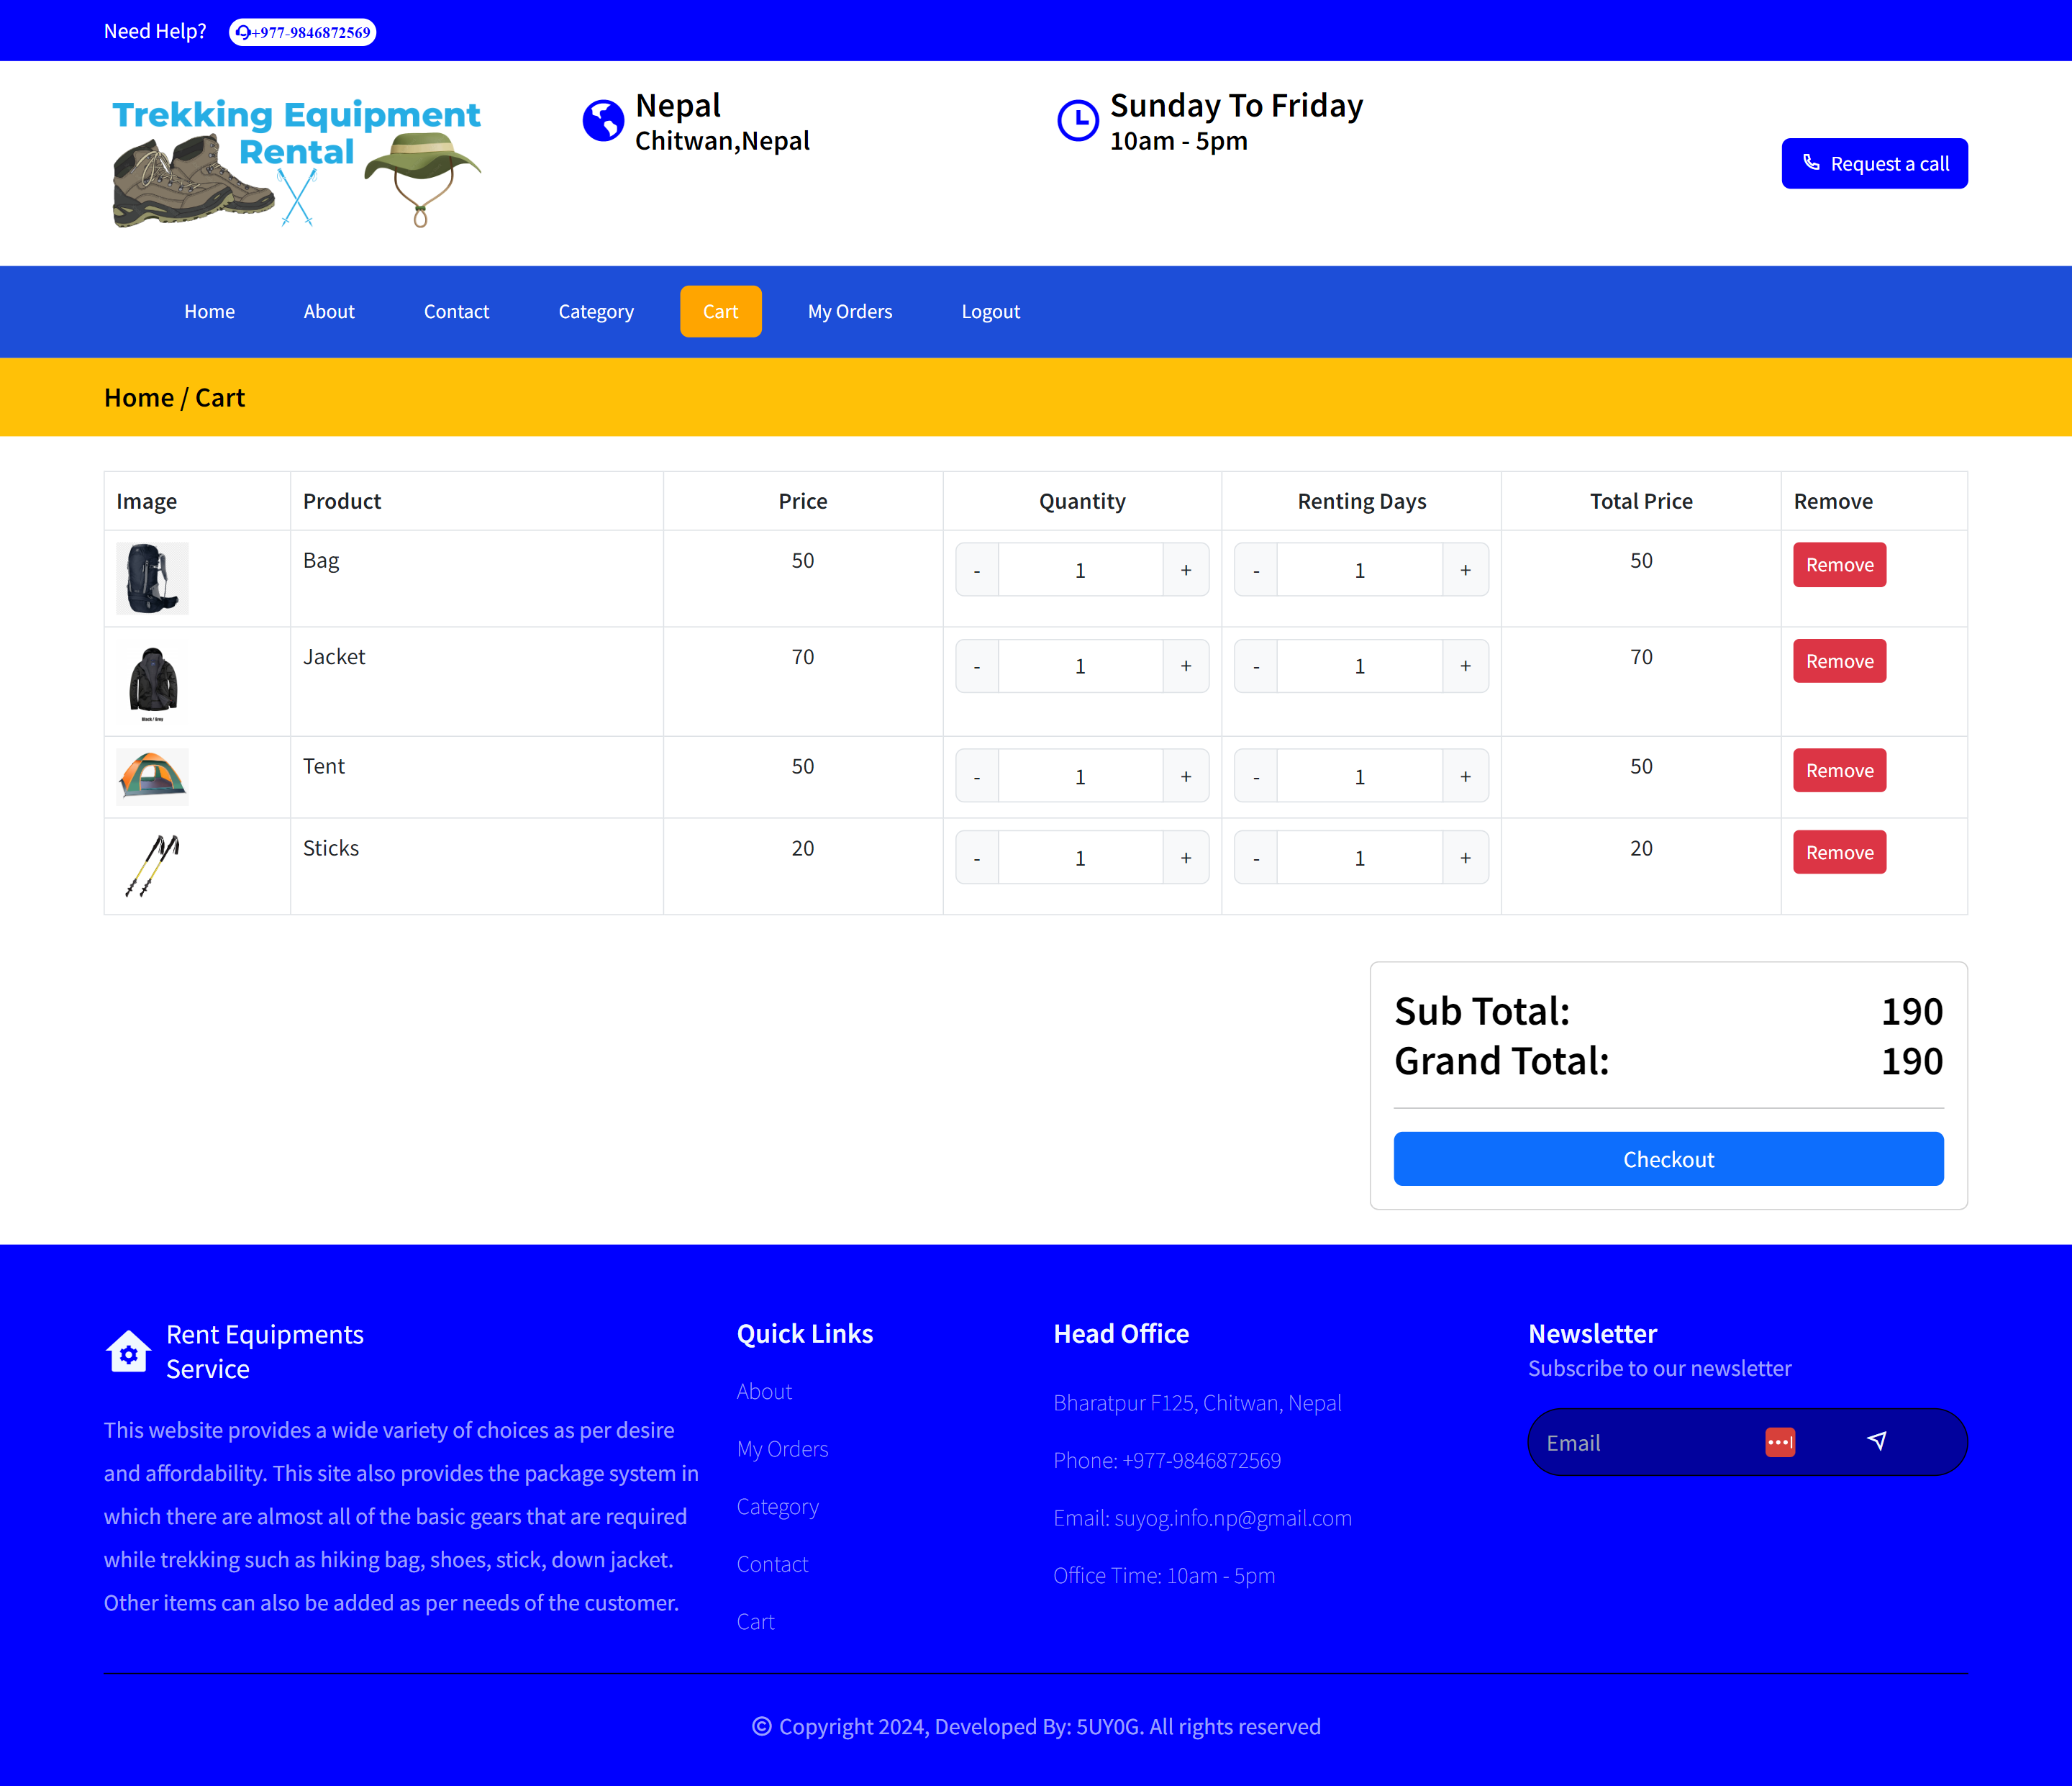 Need Help? +977-9846872569
Trekking Equipment
Rental
Nepal
Chitwan,Nepal
Sunday To Friday
10am - 5pm
Request a call
Home About Contact Category Cart My Orders Logout
Home / Cart
Image Product Price Quantity Renting Days Total Price Remove
Bag 50 - 1 + - 1 + 50 Remove
Jacket 70 - 1 + - 1 + 70 Remove
Black / Grey
Tent 50 - 1 + - 1 + 50 Remove
Sticks 20 - 1 + - 1 + 20 Remove
Sub Total: 190
Grand Total: 190
Checkout
Rent Equipments
Service
This website provides a wide variety of choices as per desire
and affordability. This site also provides the package system in
which there are almost all of the basic gears that are required
while trekking such as hiking bag, shoes, stick, down jacket.
Other items can also be added as per needs of the customer.
Quick Links
About
My Orders
Category
Contact
Cart
Head Office
Bharatpur F125, Chitwan, Nepal
Phone: +977-9846872569
Email: suyog.info.np@gmail.com
Office Time: 10am - 5pm
Newsletter
Subscribe to our newsletter
Email
© Copyright 2024, Developed By: 5UY0G. All rights reserved